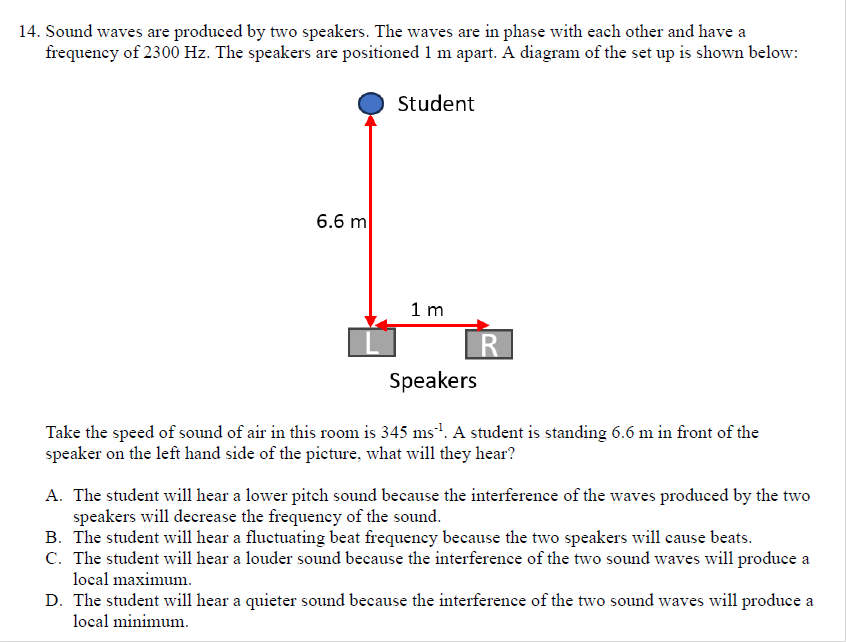 14. Sound waves are produced by two speakers. The waves are in phase with each other and have a
frequency of 2300 Hz. The speakers are positioned 1 m apart. A diagram of the set up is shown below:
Student
6.6 m
1 m
L R
Speakers
Take the speed of sound of air in this room is 345 ms⁻¹. A student is standing 6.6 m in front of the
speaker on the left hand side of the picture, what will they hear?
A. The student will hear a lower pitch sound because the interference of the waves produced by the two
speakers will decrease the frequency of the sound.
B. The student will hear a fluctuating beat frequency because the two speakers will cause beats.
C. The student will hear a louder sound because the interference of the two sound waves will produce a
local maximum.
D. The student will hear a quieter sound because the interference of the two sound waves will produce a
local minimum.